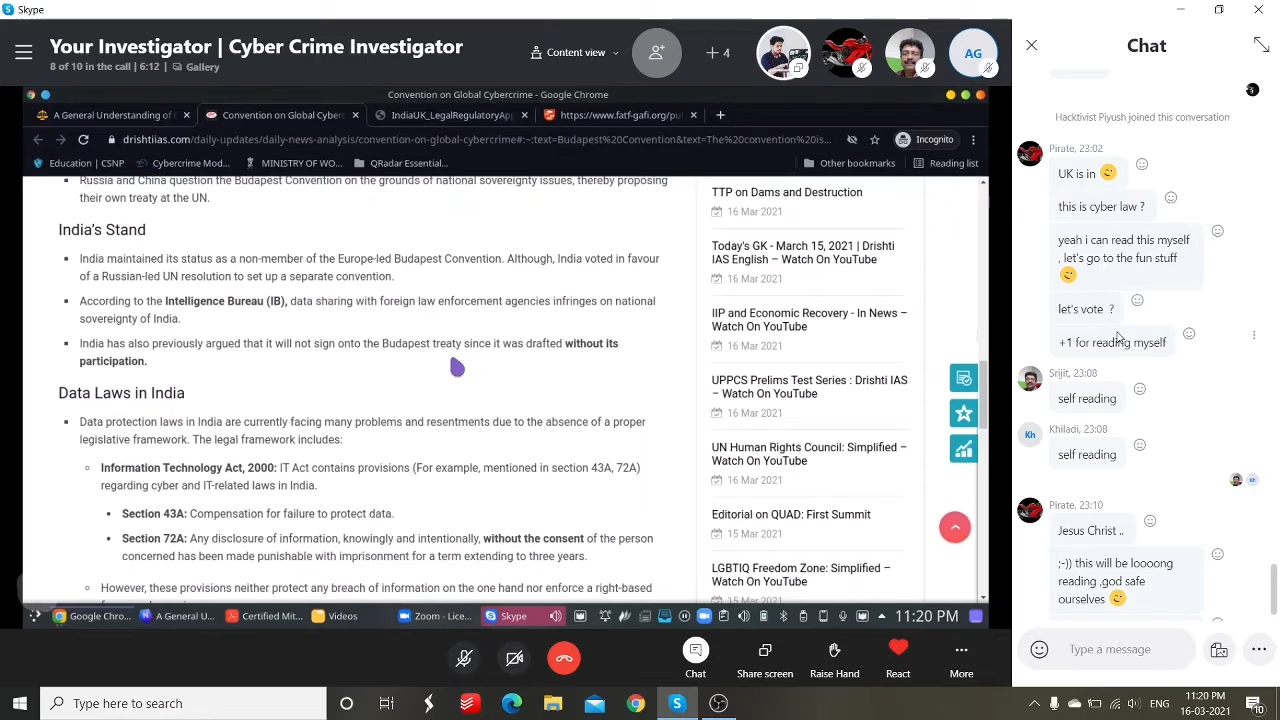 Skype
Your Investigator | Cyber Crime Investigator
8 of 10 in the call | 6:12 | Gallery
Content view
+ 4
AG
Convention on Global Cybercrime - Google Chrome
A General Understanding of C
Convention on Global Cyberc
IndiaUK_LegalRegulatoryAp
https://www.fatf-gafi.org/pu
drishtiias.com/daily-updates/daily-news-analysis/convention-on-global-cybercrime#:~:text=Budapest%20Convention&text=The%20convention%20is...
Incognito
Education | CSNP
Cybercrime Mod...
MINISTRY OF WO...
QRadar Essential...
Other bookmarks
Reading list
Russia and China question the Budapest Convention on the grounds of national sovereignty issues, thereby proposing
their own treaty at the UN.
India's Stand
India maintained its status as a non-member of the Europe-led Budapest Convention. Although, India voted in favour
of a Russian-led UN resolution to set up a separate convention.
According to the Intelligence Bureau (IB), data sharing with foreign law enforcement agencies infringes on national
sovereignty of India.
India has also previously argued that it will not sign onto the Budapest treaty since it was drafted without its
participation.
Data Laws in India
Data protection laws in India are currently facing many problems and resentments due to the absence of a proper
legislative framework. The legal framework includes:
Information Technology Act, 2000: IT Act contains provisions (For example, mentioned in section 43A, 72A)
regarding cyber and IT-related laws in India.
Section 43A: Compensation for failure to protect data.
Section 72A: Any disclosure of information, knowingly and intentionally, without the consent of the person
concerned has been made punishable with imprisonment for a term extending to three years.
However, these provisions neither protect any breach of information on the one hand nor enforce a right-based
TTP on Dams and Destruction
16 Mar 2021
Today's GK - March 15, 2021 | Drishti
IAS English – Watch On YouTube
16 Mar 2021
IIP and Economic Recovery - In News –
Watch On YouTube
16 Mar 2021
UPPCS Prelims Test Series : Drishti IAS
– Watch On YouTube
16 Mar 2021
UN Human Rights Council: Simplified –
Watch On YouTube
16 Mar 2021
Editorial on QUAD: First Summit
15 Mar 2021
LGBTIQ Freedom Zone: Simplified –
Watch On YouTube
15 Mar 2021
Google Chro...
A General U...
Certified Mit...
Videos
Zoom - Lice...
Skype
11:20 PM
Chat
Share screen
Raise Hand
React
More
Chat
Hacktivist Piyush joined this conversation
Pirate, 23:02
UK is in
this is cyber law ?
yeah i can read this myself
, let's go to the fun stuff
let's vote ?
+1 for reading myself
Srijit, 23:08
self reading
Kh
Khiladi, 23:08
self reading
Pirate, 23:10
Jesus Christ ..
:-)) this will be loooong
reading ,god safe
ourselves
Type a message
Type here to search
11:20 PM
16-03-2021